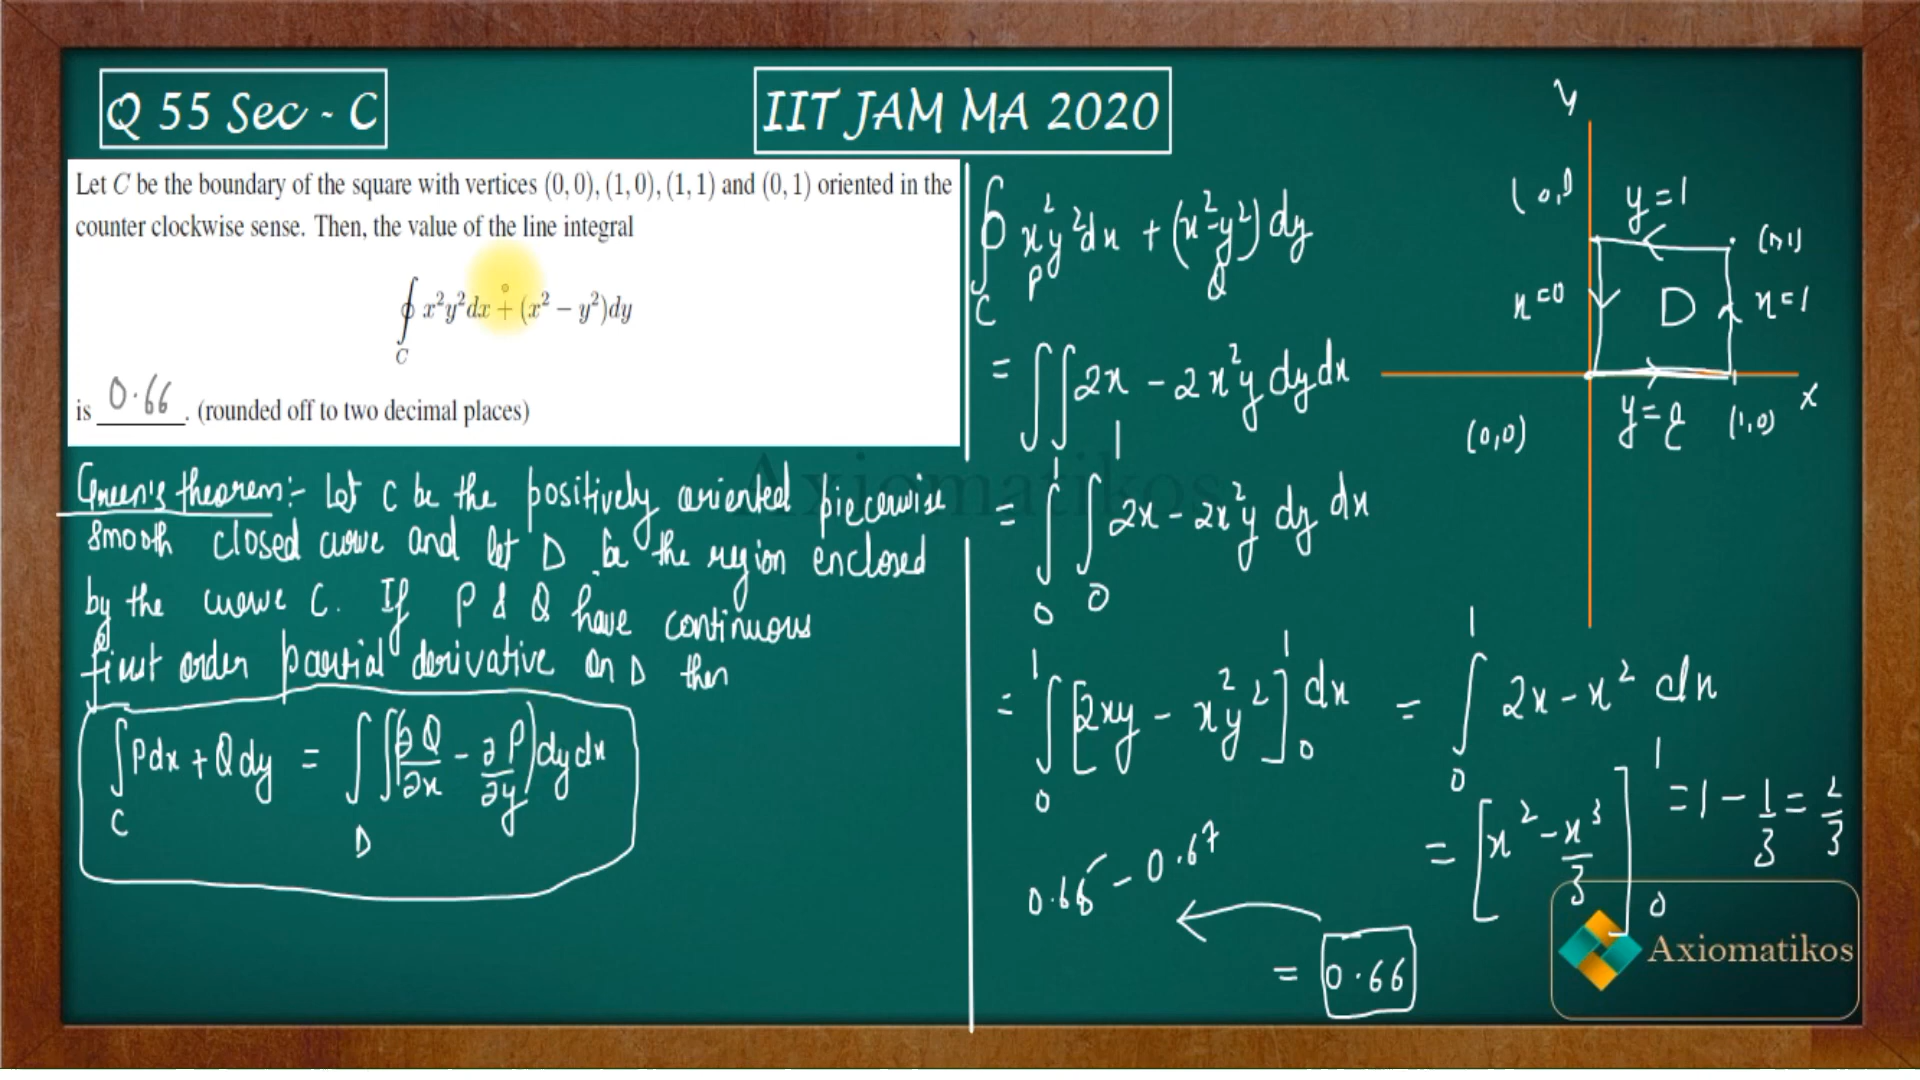 Q 55 Sec - C
IIT JAM MA 2020
Let C be the boundary of the square with vertices (0, 0), (1, 0), (1, 1) and (0, 1) oriented in the
counter clockwise sense. Then, the value of the line integral
∮_C x²y²dx + (x² − y²)dy
is 0.66. (rounded off to two decimal places)
Green's theorem:- Let C be the positively oriented piecewise
smooth closed curve and let D be the region enclosed
by the curve C. If P & Q have continuous
first order partial derivative on D then
∫_C Pdx + Qdy = ∫∫_D (∂Q/∂x - ∂P/∂y) dy dx
∮_C x²y²dx + (x²-y²) dy
P Q
= ∫∫ 2x - 2x²y dy dx
= ∫₀¹ ∫₀¹ 2x - 2x²y dy dx
= ∫₀¹ [2xy - x²y²]₀¹ dx = ∫₀¹ 2x - x² dx
= [x² - x³/3]₀¹ = 1 - 1/3 = 2/3
0.66 - 0.67
= 0.66
y
y=1
(1,1)
x=0
D
x=1
x
(0,0)
(1,0)
Axiomatikos
Axiomatikos